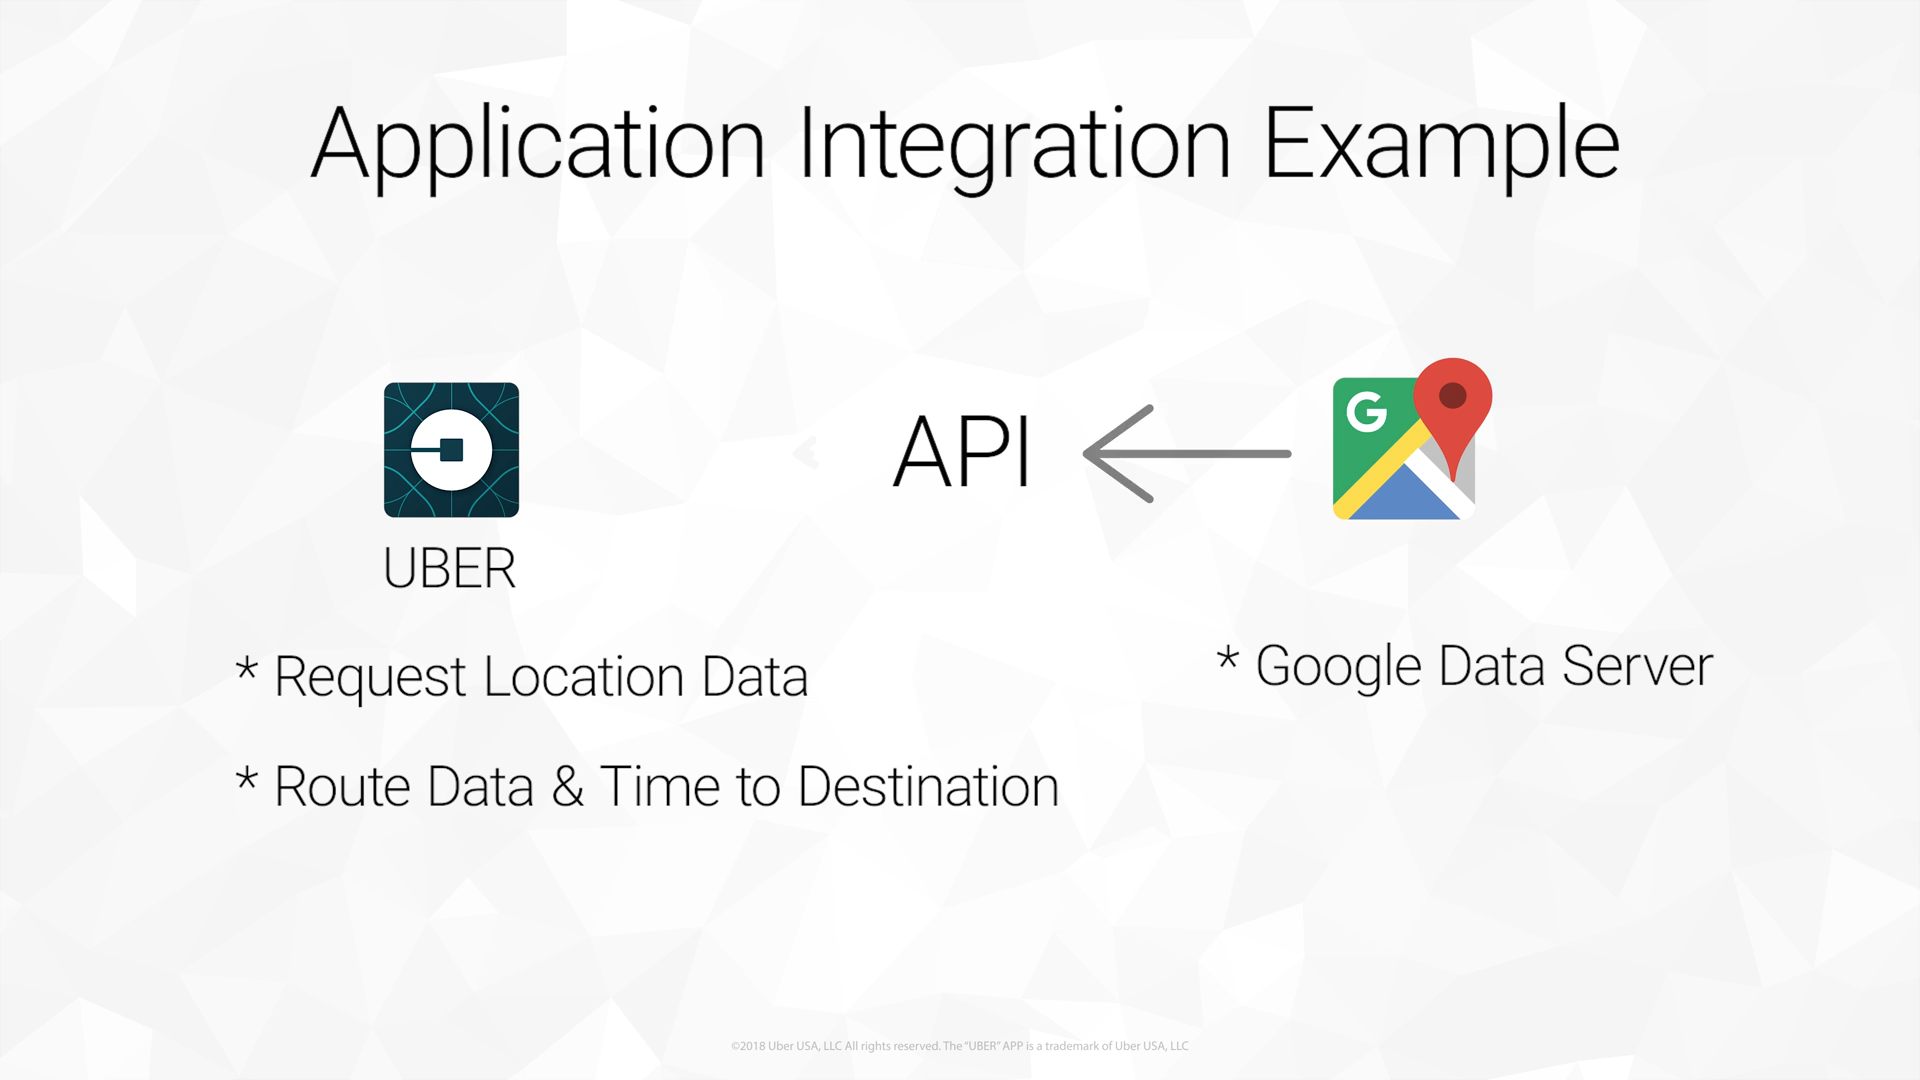 Application Integration Example
API
G
UBER
* Request Location Data
* Google Data Server
* Route Data & Time to Destination
©2018 Uber USA, LLC All rights reserved. The "UBER" APP is a trademark of Uber USA, LLC